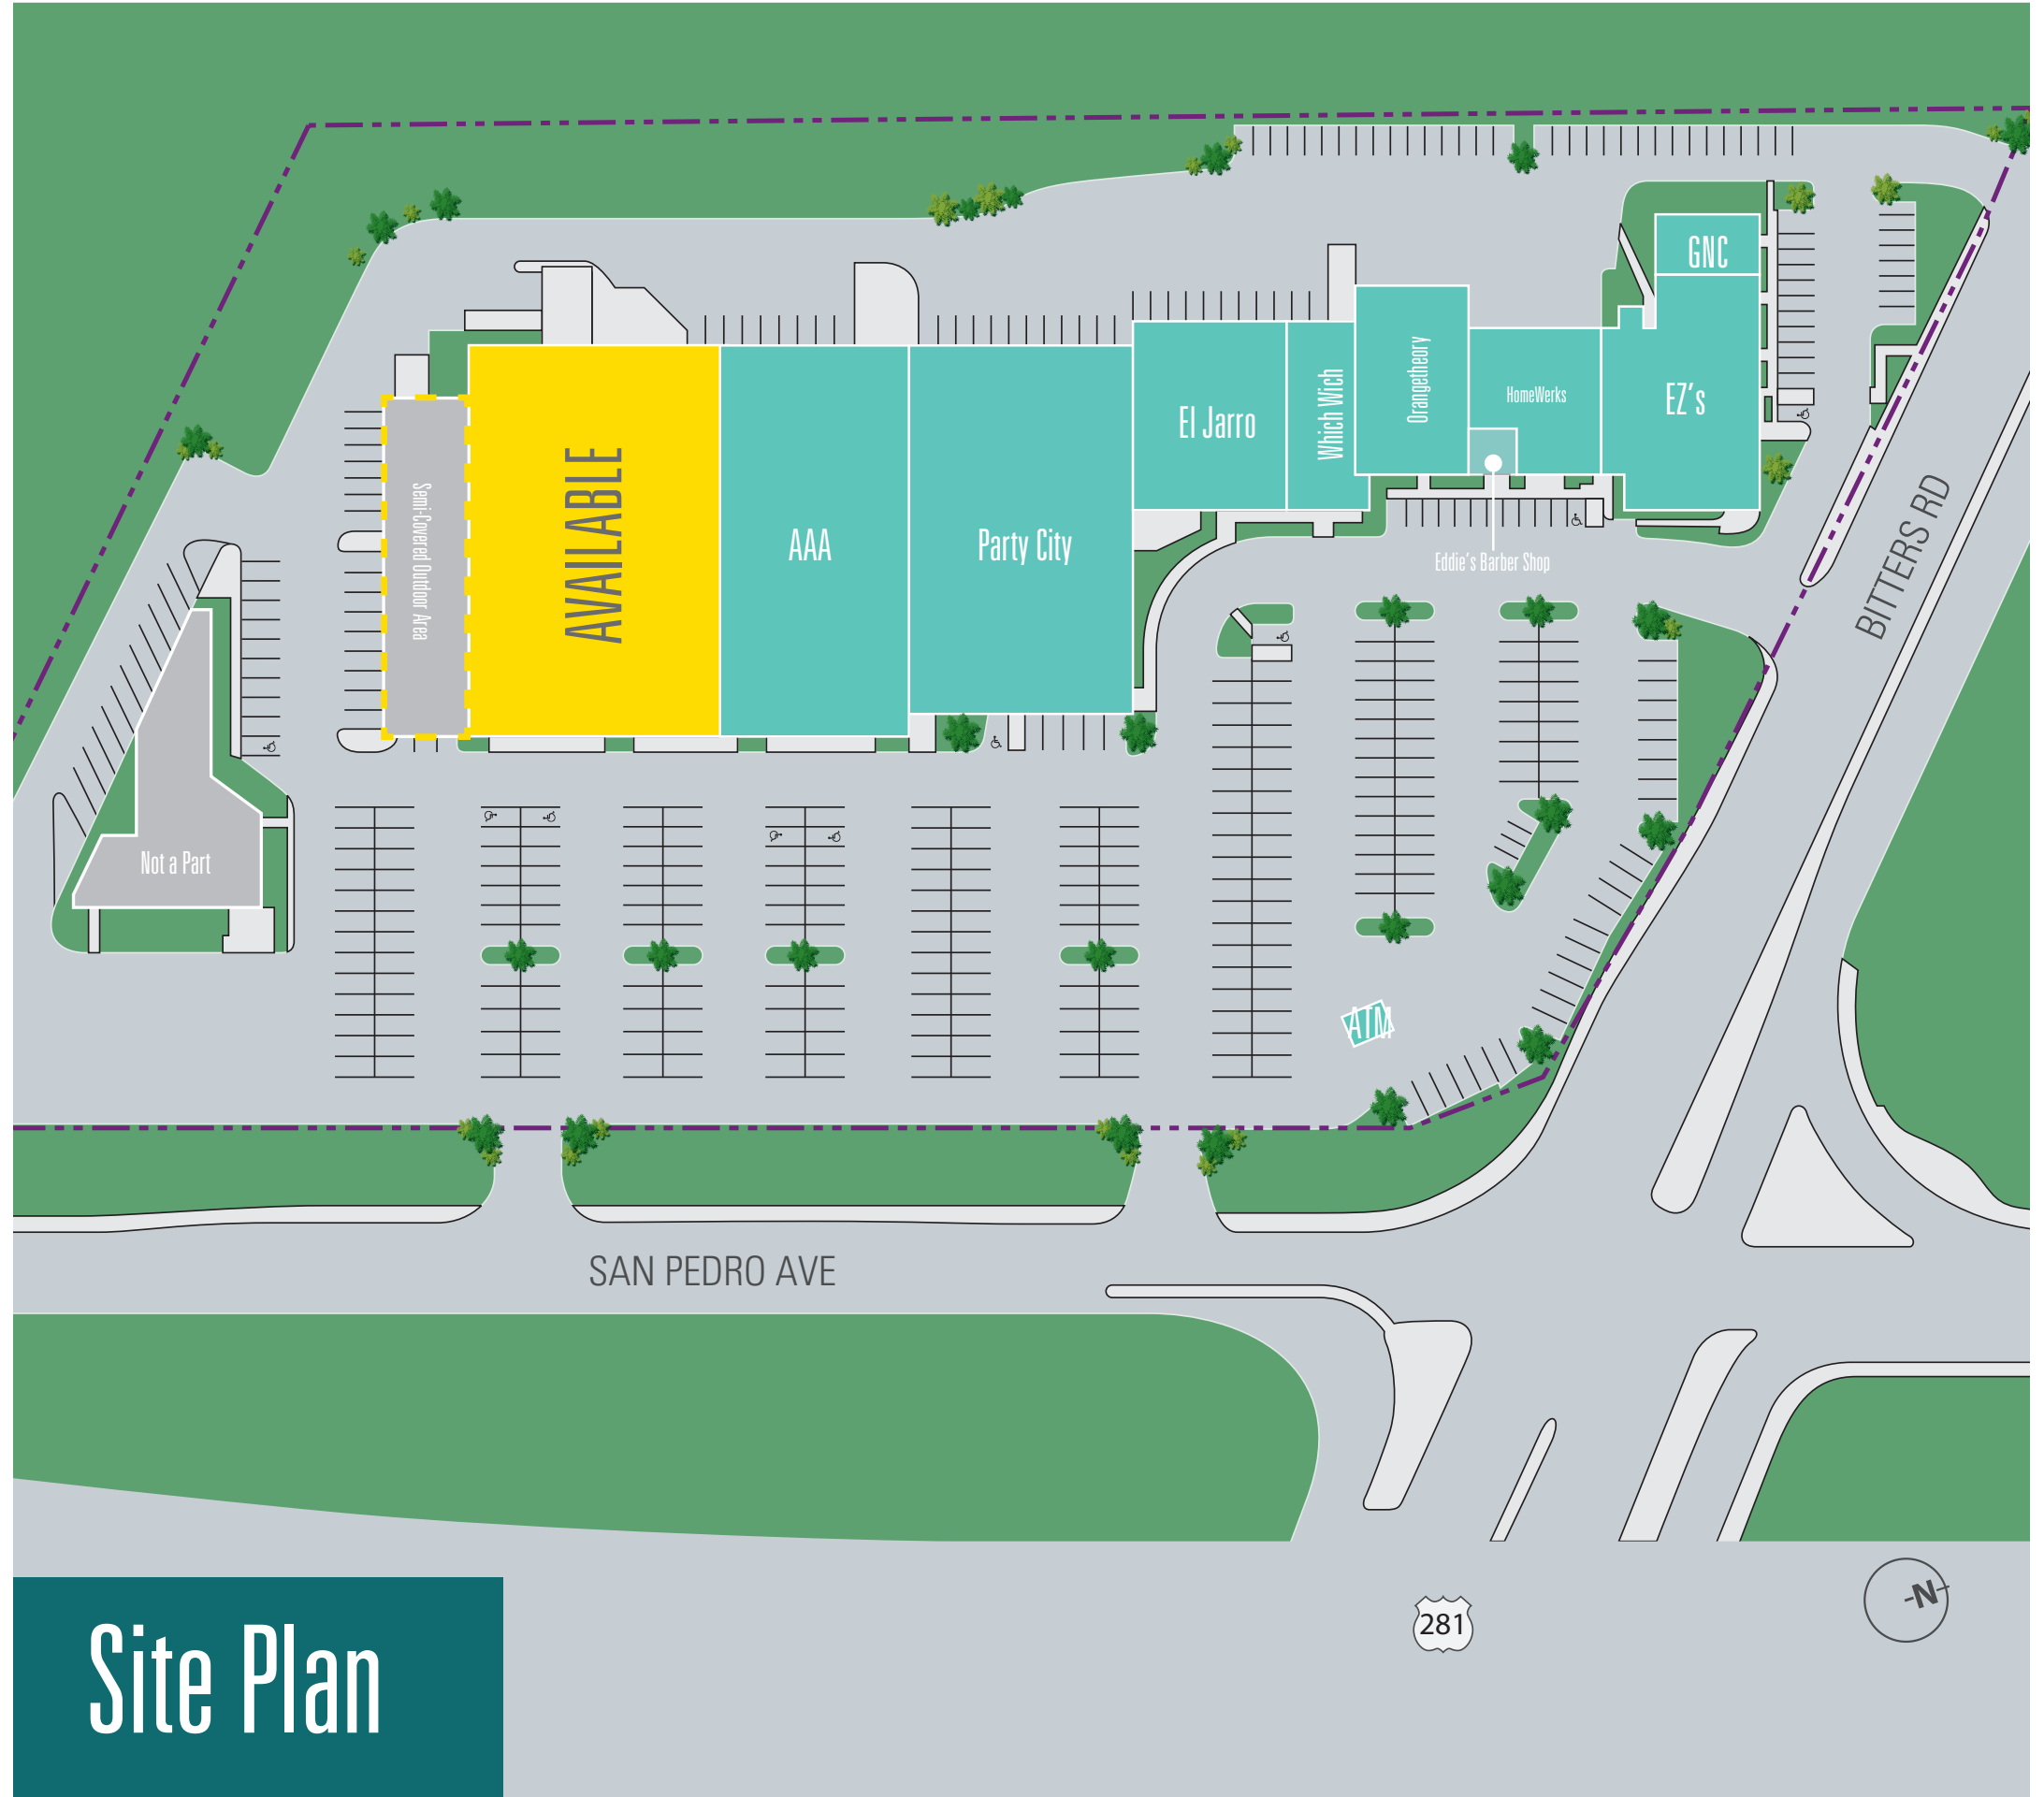 GNC
Orangetheory
Which Wich
HomeWerks
EZ's
El Jarro
AVAILABLE
Semi-Covered Outdoor Area
AAA
Party City
Eddie's Barber Shop
BITTERS RD
Not a Part
ATM
SAN PEDRO AVE
281
N
Site Plan